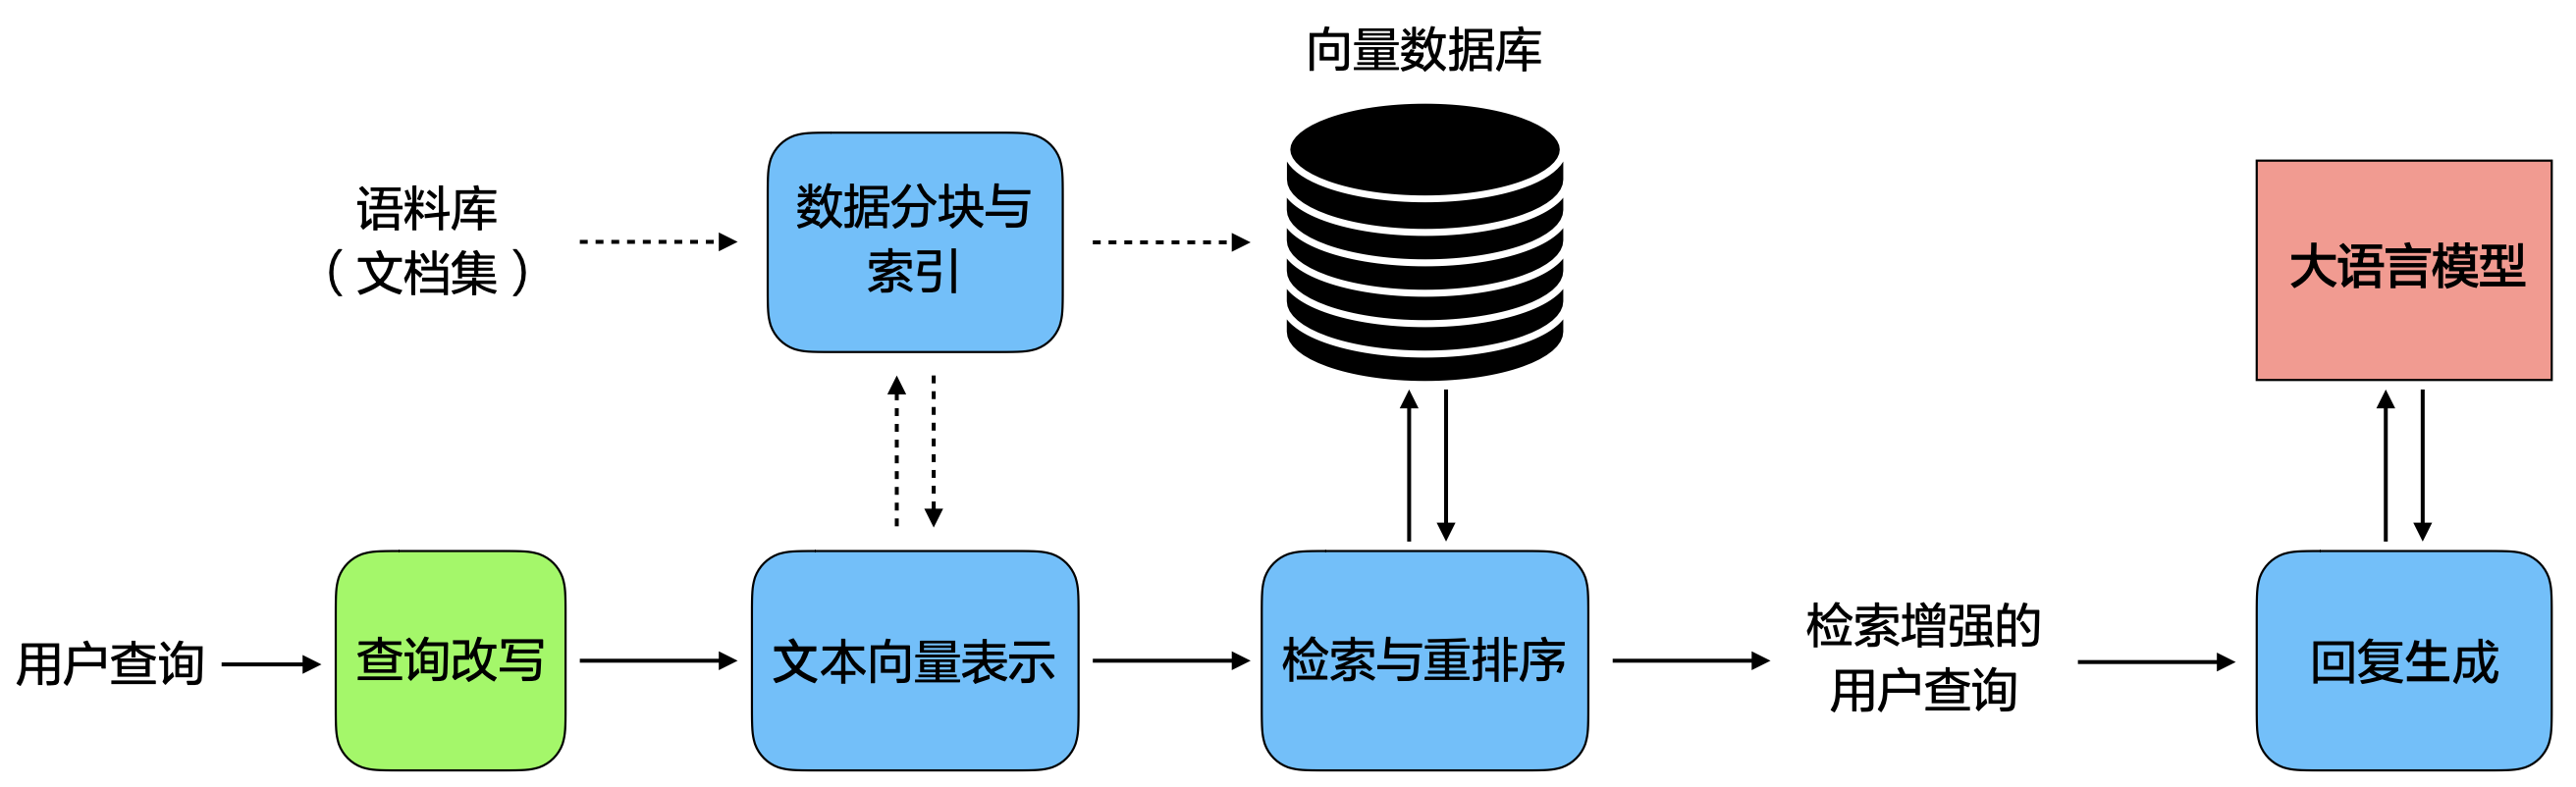 向量数据库
语料库
（文档集）
数据分块与
索引
大语言模型
用户查询
查询改写
文本向量表示
检索与重排序
检索增强的
用户查询
回复生成